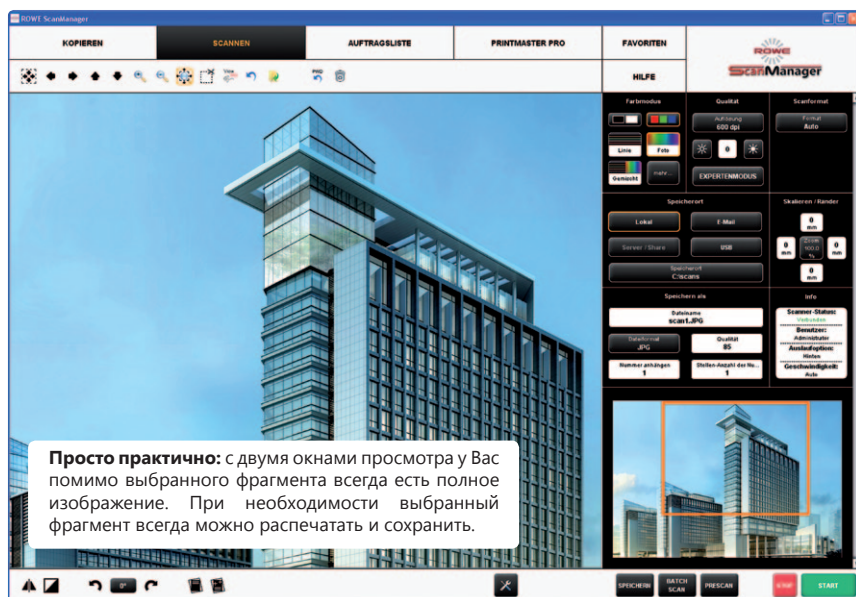 ROWE ScanManager
KOPIEREN
SCANNEN
AUFTRAGSLISTE
PRINTMASTER PRO
FAVORITEN
HILFE
ROWE
ScanManager
Farbmodus
Qualität
Scanformat
Auflösung
600 dpi
Format
Auto
Linie
Foto
0
Gemischt
mehr...
EXPERTENMODUS
Speicherort
Skalieren / Ränder
Lokal
E-Mail
0
mm
Server / Share
USB
0
mm
Zoom
100.0
%
0
mm
Speicherort
C:\scans
0
mm
Speichern als
Info
Dateiname
scan1.JPG
Scanner-Status:
Verbunden
Benutzer:
Administrator
Dateiformat
JPG
Qualität
85
Auslaufoption:
Hinten
Geschwindigkeit:
Auto
Nummer anhängen
1
Stellen-Anzahl der Nu...
1
Просто практично: с двумя окнами просмотра у Вас
помимо выбранного фрагмента всегда есть полное
изображение. При необходимости выбранный
фрагмент всегда можно распечатать и сохранить.
0°
SPEICHERN
BATCH
SCAN
PRESCAN
STOP
START